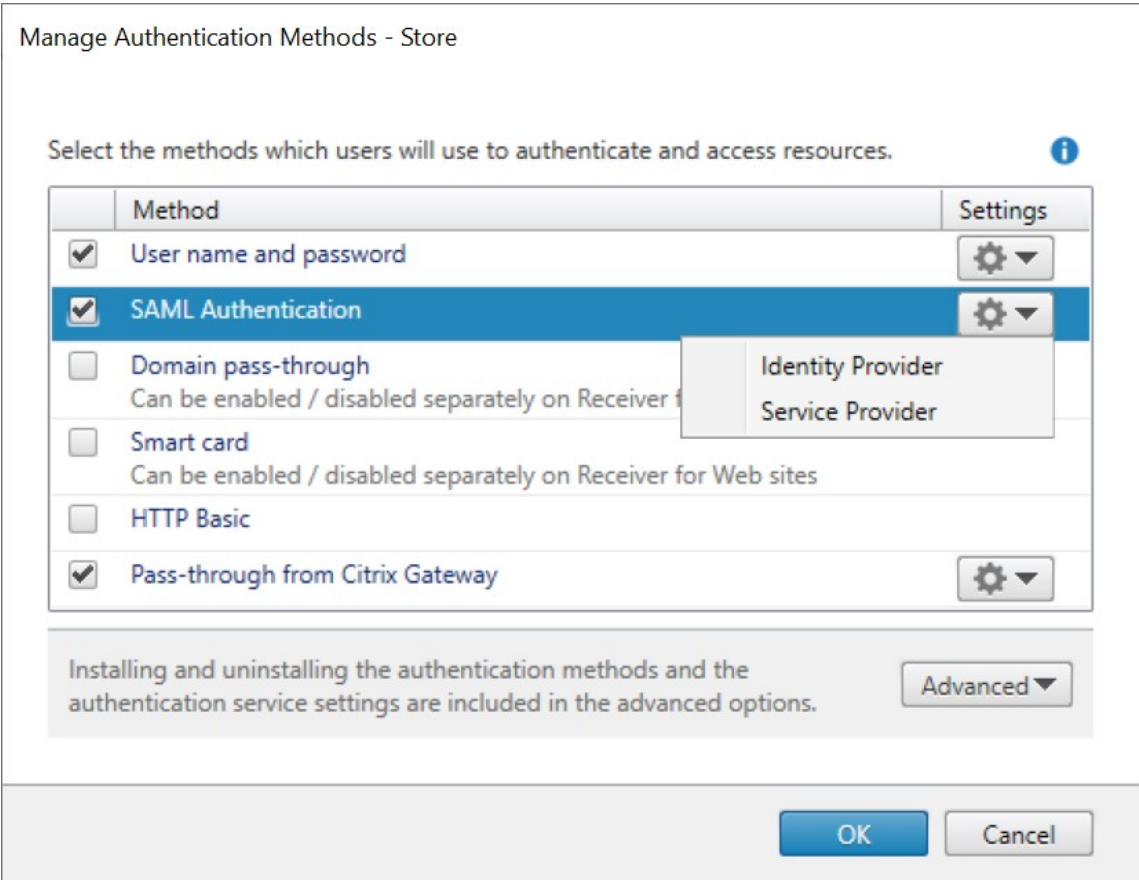 Manage Authentication Methods - Store
Select the methods which users will use to authenticate and access resources.
Method Settings
User name and password
SAML Authentication
Identity Provider
Service Provider
Domain pass-through
Can be enabled / disabled separately on Receiver f
Smart card
Can be enabled / disabled separately on Receiver for Web sites
HTTP Basic
Pass-through from Citrix Gateway
Installing and uninstalling the authentication methods and the
authentication service settings are included in the advanced options.
Advanced
OK Cancel